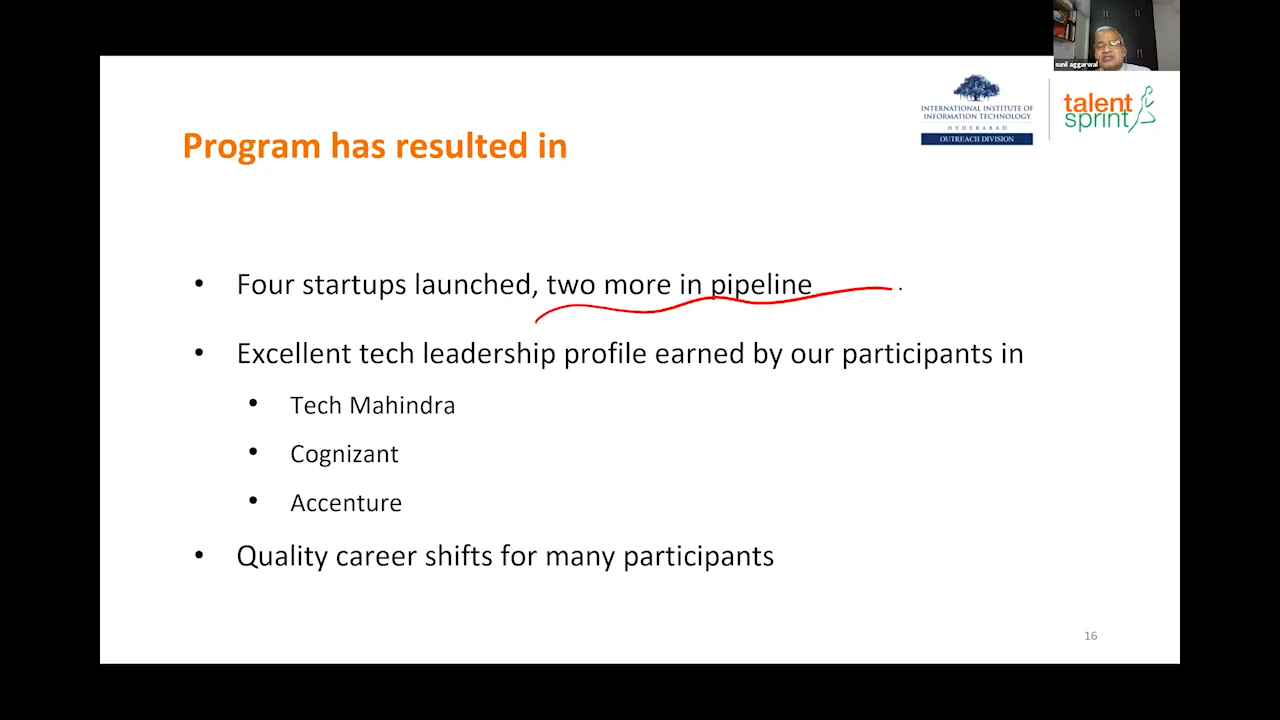 sunil aggarwal
INTERNATIONAL INSTITUTE OF
INFORMATION TECHNOLOGY
HYDERABAD
OUTREACH DIVISION
talent
sprint
Program has resulted in
• Four startups launched, two more in pipeline
• Excellent tech leadership profile earned by our participants in
• Tech Mahindra
• Cognizant
• Accenture
• Quality career shifts for many participants
16